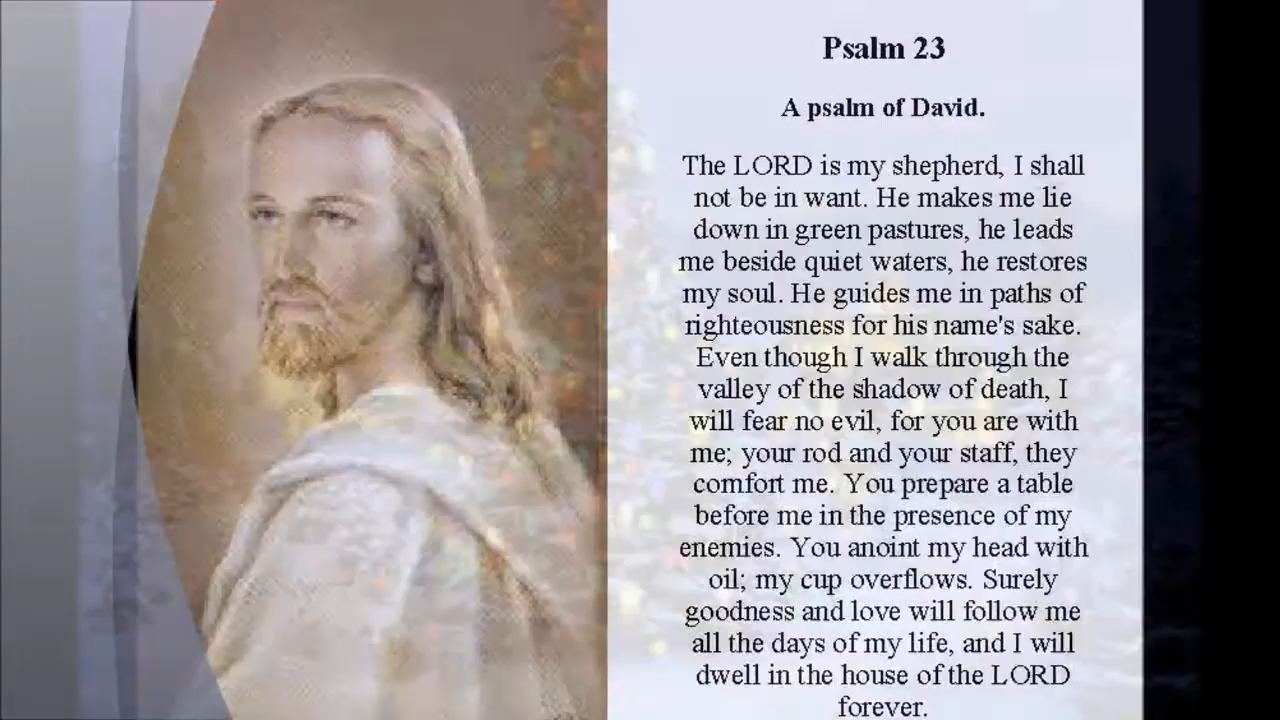 Psalm 23
A psalm of David.
The LORD is my shepherd, I shall
not be in want. He makes me lie
down in green pastures, he leads
me beside quiet waters, he restores
my soul. He guides me in paths of
righteousness for his name's sake.
Even though I walk through the
valley of the shadow of death, I
will fear no evil, for you are with
me; your rod and your staff, they
comfort me. You prepare a table
before me in the presence of my
enemies. You anoint my head with
oil; my cup overflows. Surely
goodness and love will follow me
all the days of my life, and I will
dwell in the house of the LORD
forever.